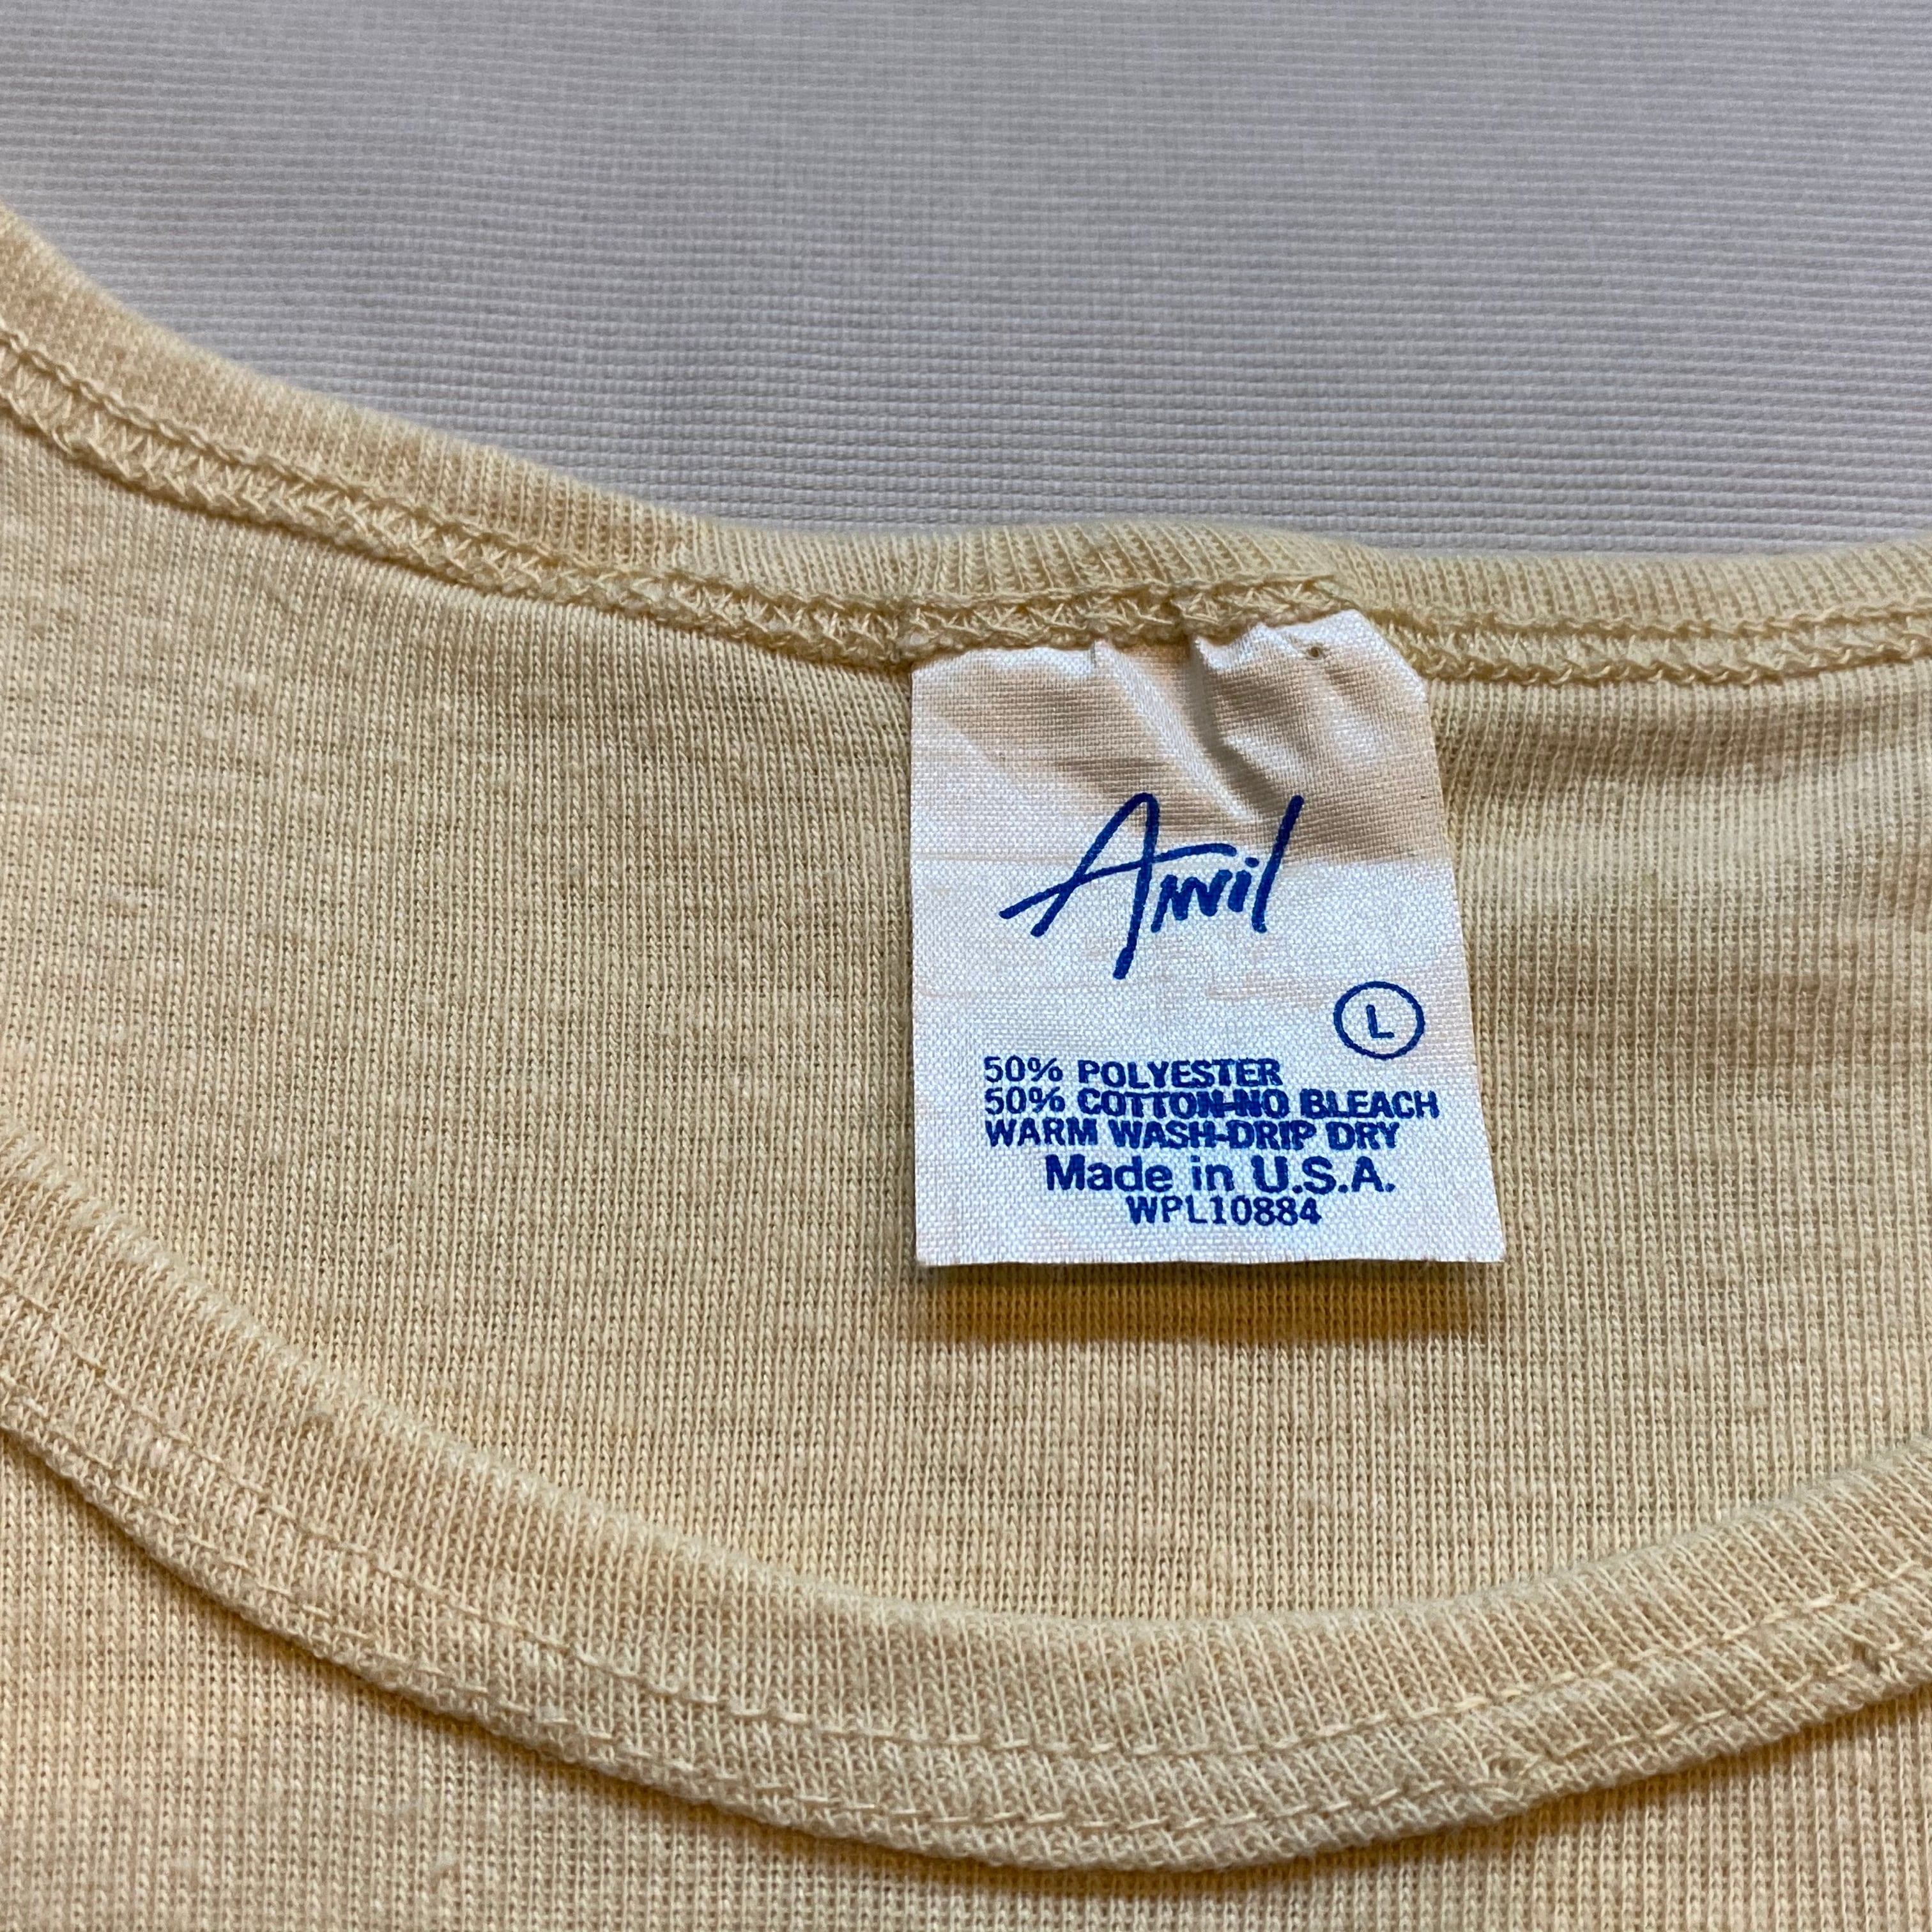 Anvil
L
50% POLYESTER
50% COTTON-NO BLEACH
WARM WASH-DRIP DRY
Made in U.S.A.
WPL10884